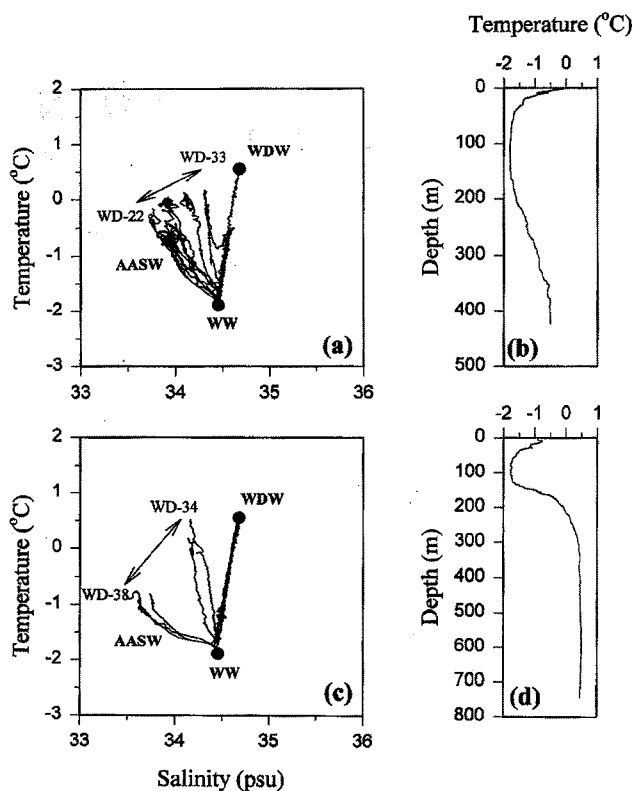 Temperature (°C)
-2 -1 0 1
2
1
0
-1
-2
-3
33 34 35 36
Temperature (°C)
WD-33
WDW
WD-22
AASW
WW
(a)
0
100
200
300
400
500
Depth (m)
(b)
2
1
0
-1
-2
-3
33 34 35 36
Temperature (°C)
WD-34
WDW
WD-38
AASW
WW
(c)
Salinity (psu)
-2 -1 0 1
0
100
200
300
400
500
600
700
800
Depth (m)
(d)